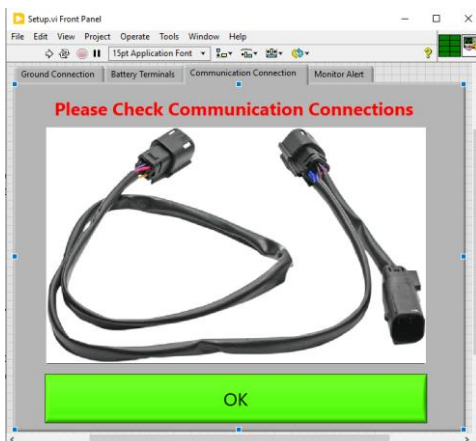 Setup.vi Front Panel
File Edit View Project Operate Tools Window Help
15pt Application Font
Ground Connection Battery Terminals Communication Connection Monitor Alert
Please Check Communication Connections
OK